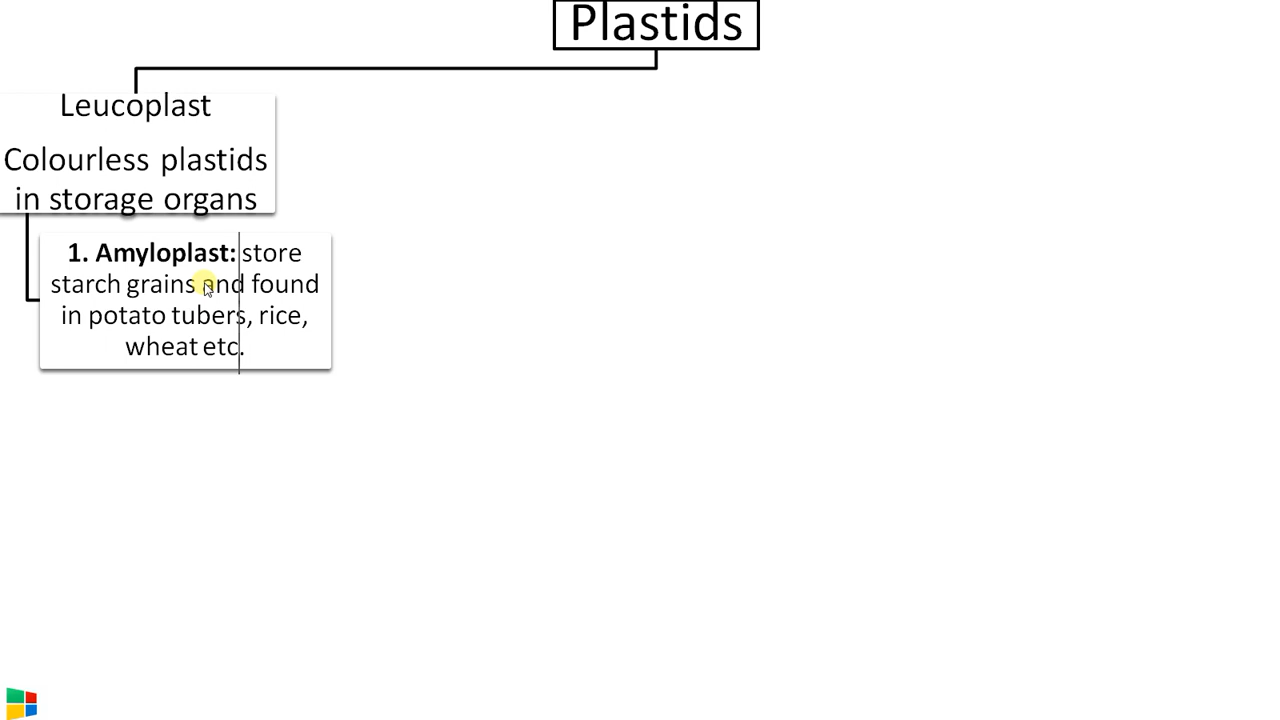 Plastids
Leucoplast
Colourless plastids
in storage organs
1. Amyloplast: store
starch grains and found
in potato tubers, rice,
wheat etc.